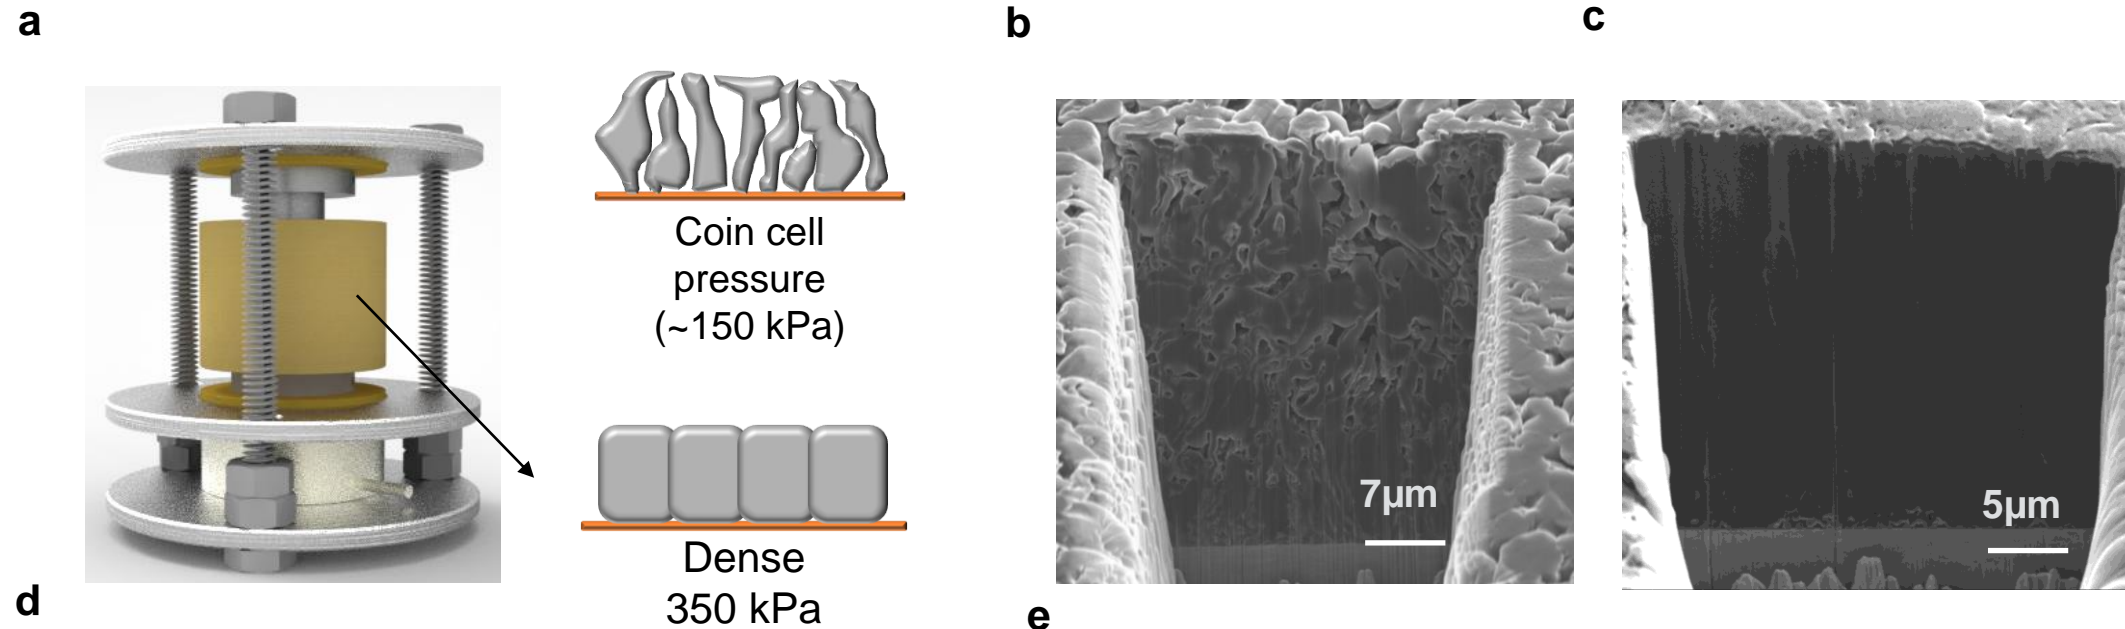 a
b
c
Coin cell
pressure
(~150 kPa)
7µm
5µm
Dense
350 kPa
d
e